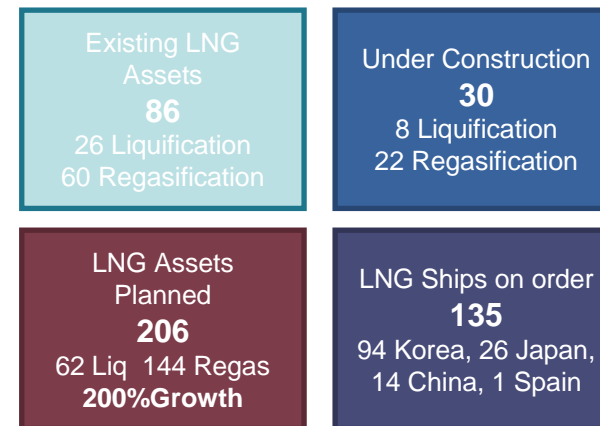 Existing LNG
Assets
86
26 Liquification
60 Regasification
Under Construction
30
8 Liquification
22 Regasification
LNG Assets
Planned
206
62 Liq  144 Regas
200%Growth
LNG Ships on order
135
94 Korea, 26 Japan,
14 China, 1 Spain